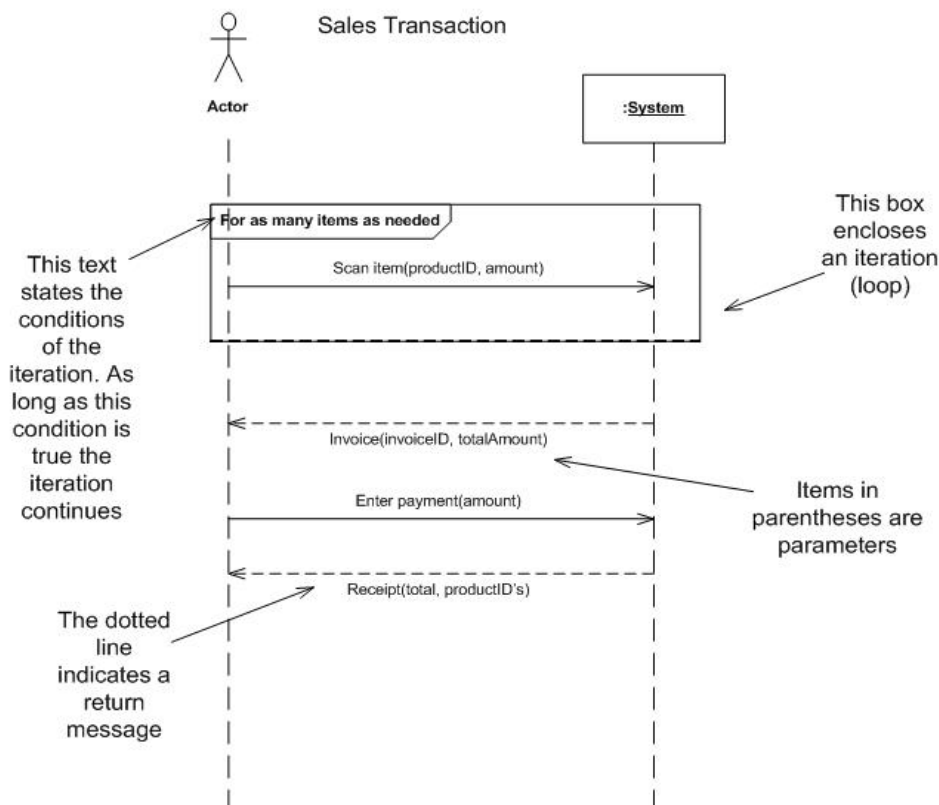 Sales Transaction
Actor
:System
For as many items as needed
Scan item(productID, amount)
This box
encloses
an iteration
(loop)
This text
states the
conditions
of the
iteration. As
long as this
condition is
true the
iteration
continues
Invoice(invoiceID, totalAmount)
Items in
parentheses are
parameters
Enter payment(amount)
Receipt(total, productID's)
The dotted
line
indicates a
return
message